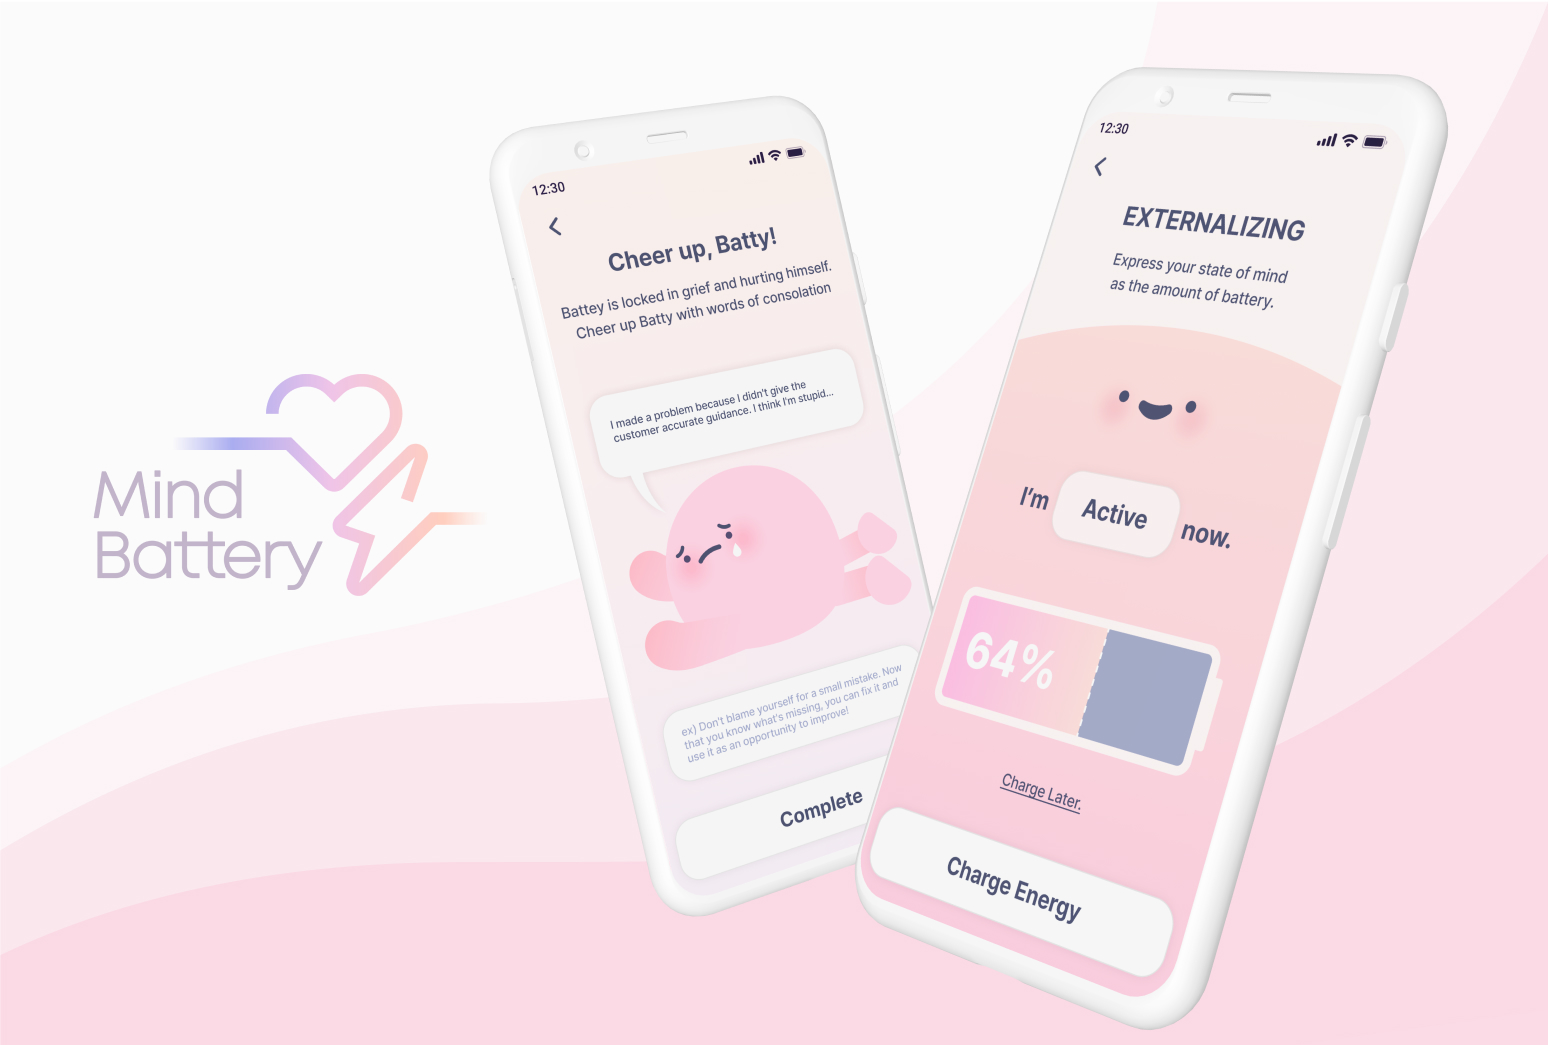 Mind
Battery
12:30
Cheer up, Batty!
Battey is locked in grief and hurting himself.
Cheer up Batty with words of consolation
I made a problem because I didn't give the
customer accurate guidance. I think I'm stupid...
ex) Don't blame yourself for a small mistake. Now
that you know what's missing, you can fix it and
use it as an opportunity to improve!
Complete
12:30
EXTERNALIZING
Express your state of mind
as the amount of battery.
I'm Active now.
64%
Charge Later.
Charge Energy